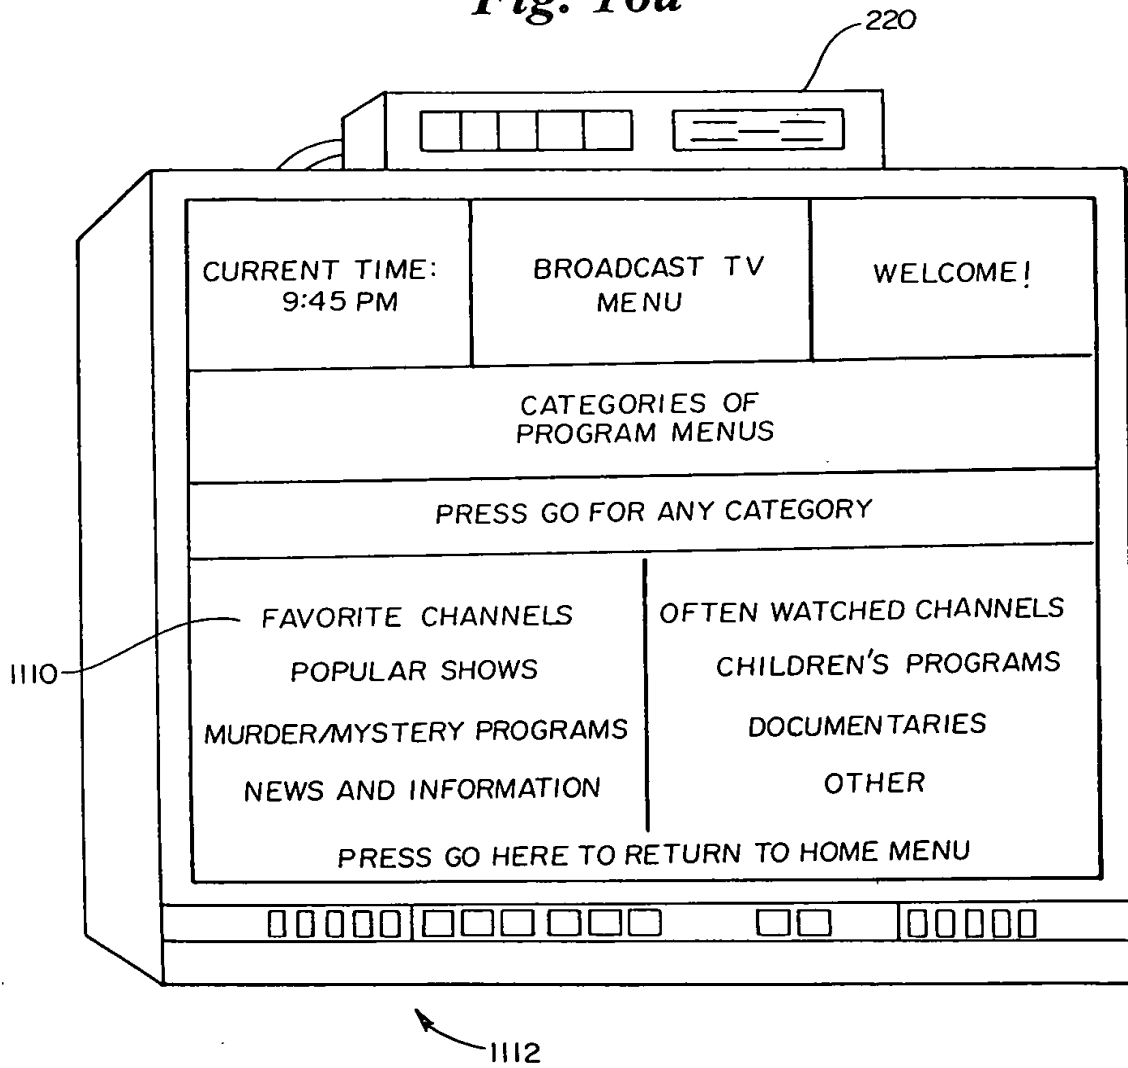 Fig. 16a
220
CURRENT TIME:
9:45 PM
BROADCAST TV
MENU
WELCOME!
CATEGORIES OF
PROGRAM MENUS
PRESS GO FOR ANY CATEGORY
FAVORITE CHANNELS
OFTEN WATCHED CHANNELS
1110
POPULAR SHOWS
CHILDREN'S PROGRAMS
MURDER/MYSTERY PROGRAMS
DOCUMENTARIES
NEWS AND INFORMATION
OTHER
PRESS GO HERE TO RETURN TO HOME MENU
1112